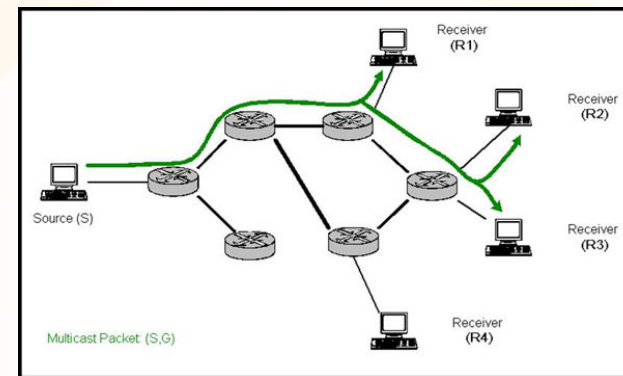 Receiver
(R1)
Receiver
(R2)
Source (S)
Receiver
(R3)
Multicast Packet: (S,G)
Receiver
(R4)